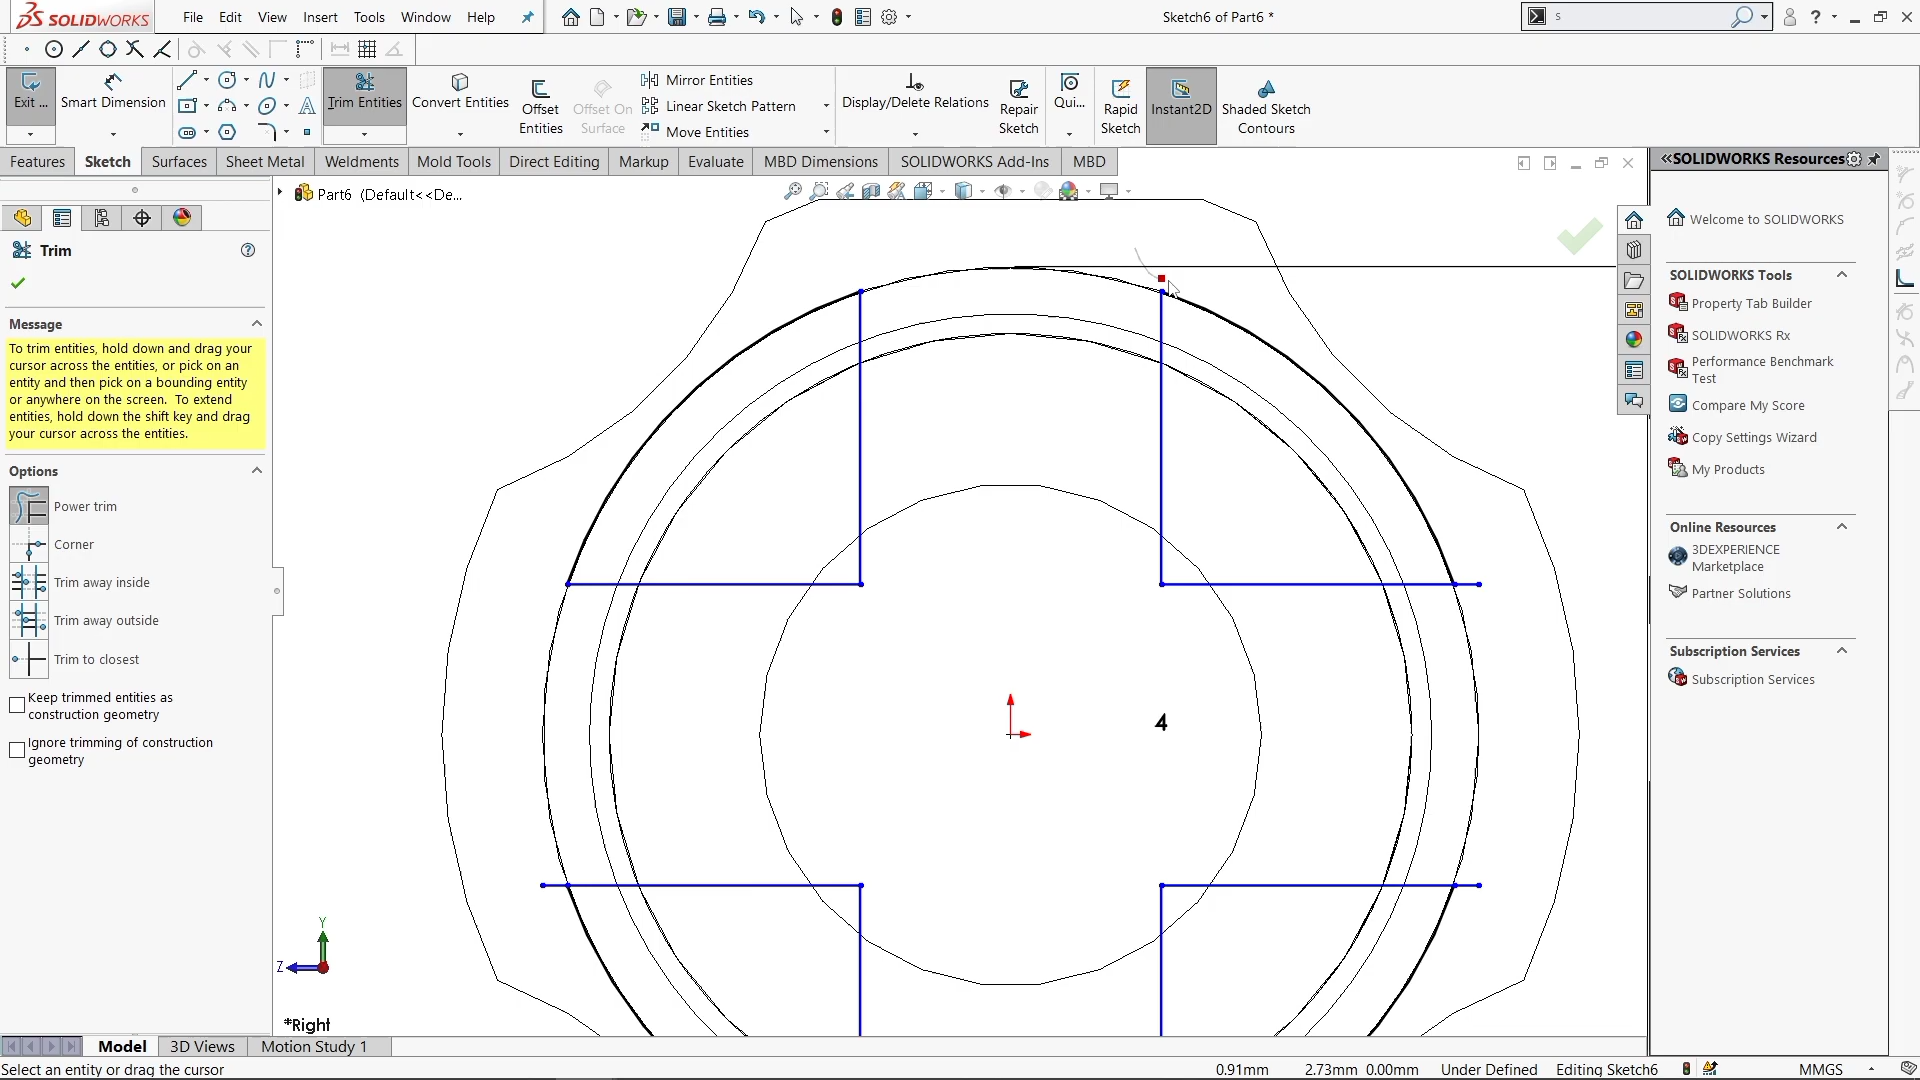 SOLIDWORKS
File Edit View Insert Tools Window Help
Sketch6 of Part6 *
s
Exit ...
Smart Dimension
Trim Entities
Convert Entities
Offset Entities
Offset On Surface
Mirror Entities
Linear Sketch Pattern
Move Entities
Display/Delete Relations
Repair Sketch
Qui...
Rapid Sketch
Instant2D
Shaded Sketch Contours
Features Sketch Surfaces Sheet Metal Weldments Mold Tools Direct Editing Markup Evaluate MBD Dimensions SOLIDWORKS Add-Ins MBD
Part6 (Default<<De...
Trim
Message
To trim entities, hold down and drag your
cursor across the entities, or pick on an
entity and then pick on a bounding entity
or anywhere on the screen. To extend
entities, hold down the shift key and drag
your cursor across the entities.
Options
Power trim
Corner
Trim away inside
Trim away outside
Trim to closest
Keep trimmed entities as
construction geometry
Ignore trimming of construction
geometry
4
Y
Z
*Right
SOLIDWORKS Resources
Welcome to SOLIDWORKS
SOLIDWORKS Tools
Property Tab Builder
SOLIDWORKS Rx
Performance Benchmark
Test
Compare My Score
Copy Settings Wizard
My Products
Online Resources
3DEXPERIENCE
Marketplace
Partner Solutions
Subscription Services
Subscription Services
Model 3D Views Motion Study 1
Select an entity or drag the cursor
0.91mm 2.73mm 0.00mm Under Defined Editing Sketch6 MMGS